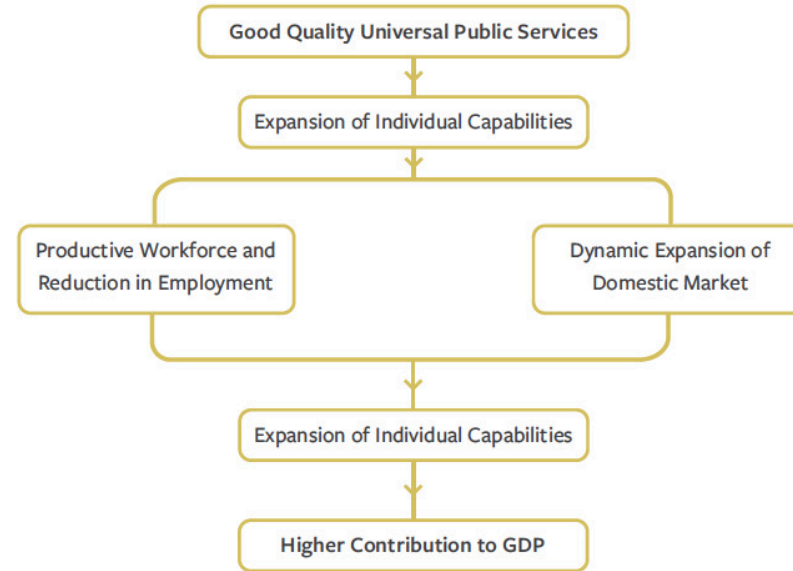 Good Quality Universal Public Services
Expansion of Individual Capabilities
Productive Workforce and
Reduction in Employment
Dynamic Expansion of
Domestic Market
Expansion of Individual Capabilities
Higher Contribution to GDP